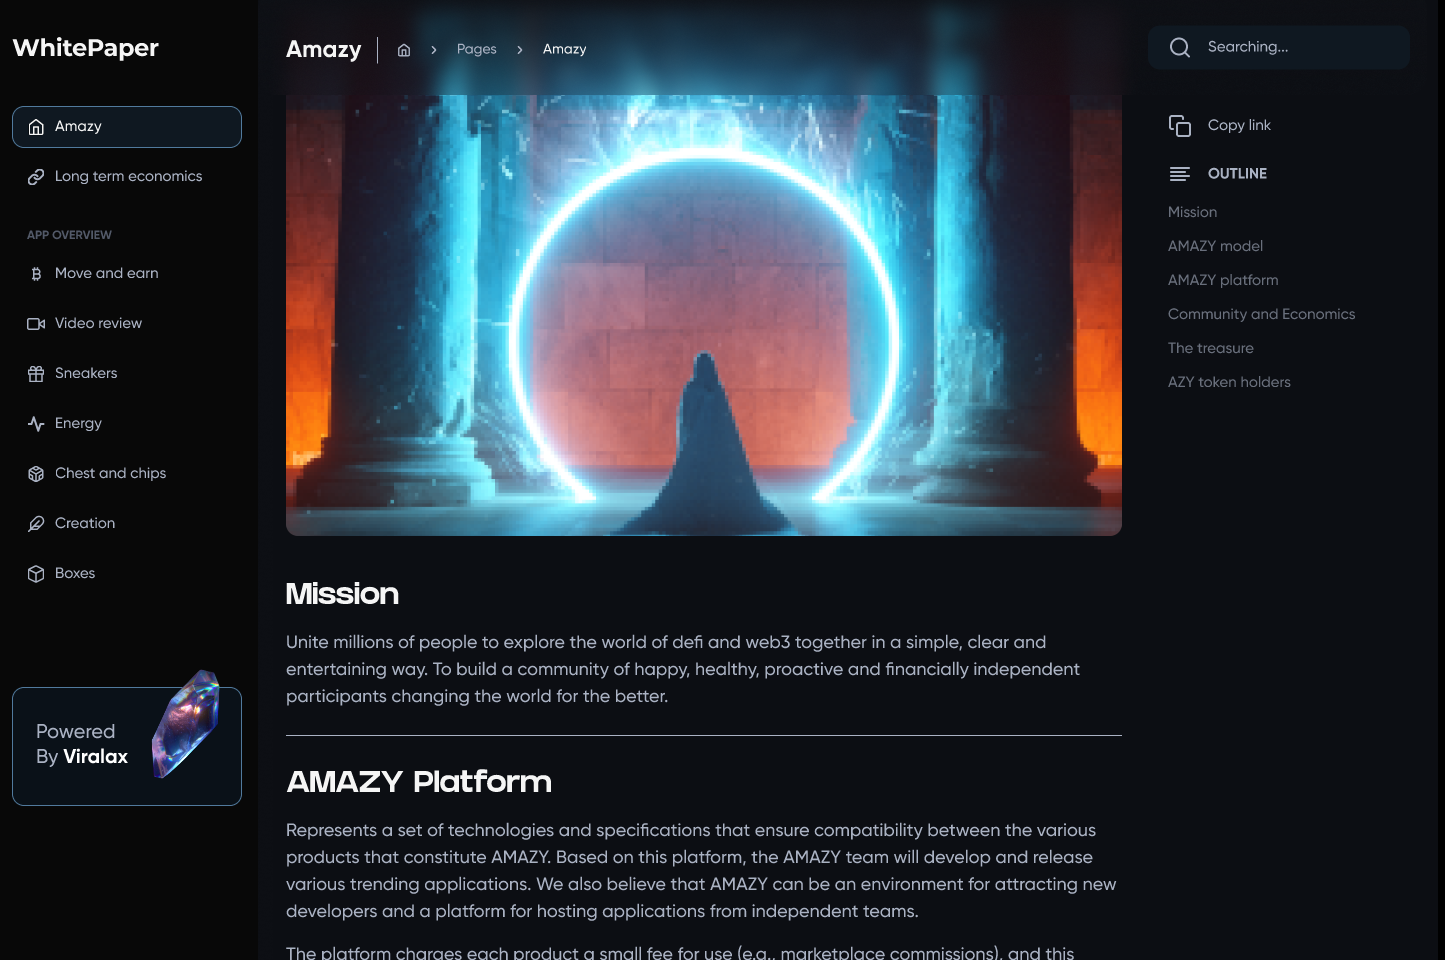 WhitePaper
Amazy
Long term economics
APP OVERVIEW
Move and earn
Video review
Sneakers
Energy
Chest and chips
Creation
Boxes
Powered
By Viralax
Amazy
Pages
Amazy
Mission
Unite millions of people to explore the world of defi and web3 together in a simple, clear and
entertaining way. To build a community of happy, healthy, proactive and financially independent
participants changing the world for the better.
AMAZY Platform
Represents a set of technologies and specifications that ensure compatibility between the various
products that constitute AMAZY. Based on this platform, the AMAZY team will develop and release
various trending applications. We also believe that AMAZY can be an environment for attracting new
developers and a platform for hosting applications from independent teams.
The platform charges each product a small fee for use (e.g., marketplace commissions), and this
Searching...
Copy link
OUTLINE
Mission
AMAZY model
AMAZY platform
Community and Economics
The treasure
AZY token holders